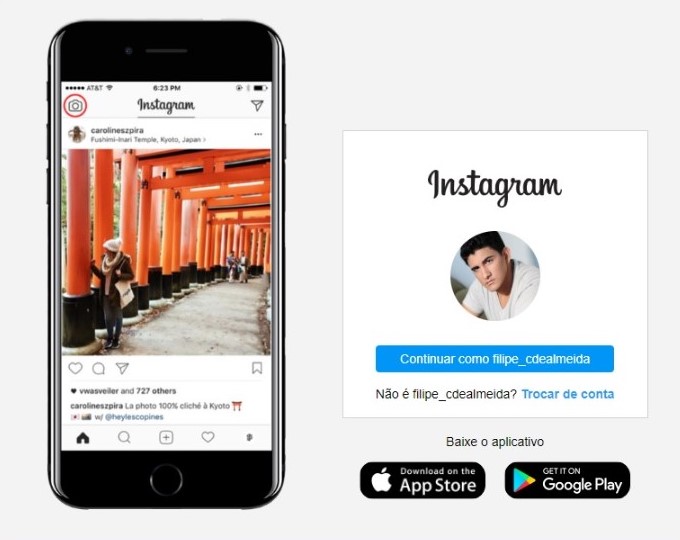 AT&T 6:23 PM
Instagram
carolineszpira
Fushimi-Inari Temple, Kyoto, Japan >
vwasveiler and 727 others
carolineszpira La photo 100% cliché à Kyoto ⛩️
🇯🇵 w/ @heylescopines
Instagram
Continuar como filipe_cdealmeida
Não é filipe_cdealmeida? Trocar de conta
Baixe o aplicativo
Download on the
App Store
GET IT ON
Google Play